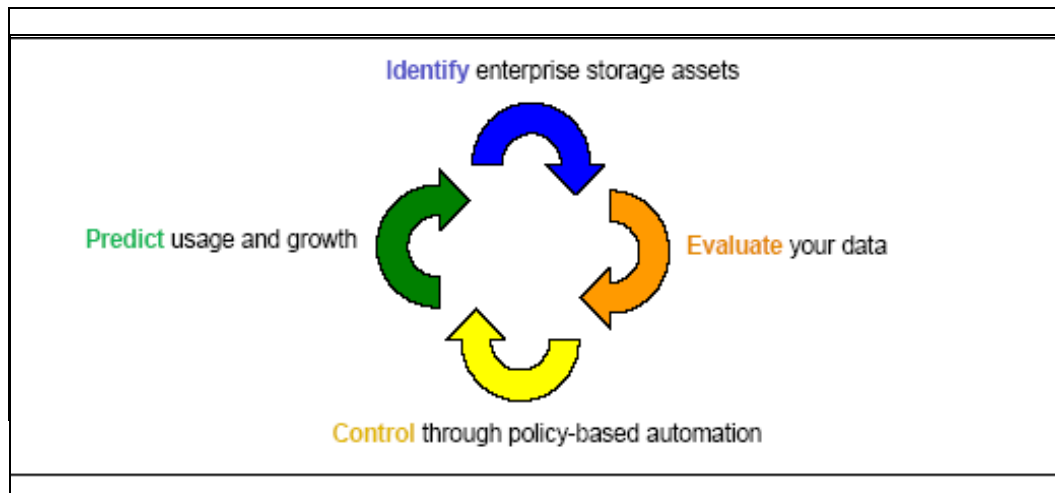 Identify enterprise storage assets
Predict usage and growth
Evaluate your data
Control through policy-based automation